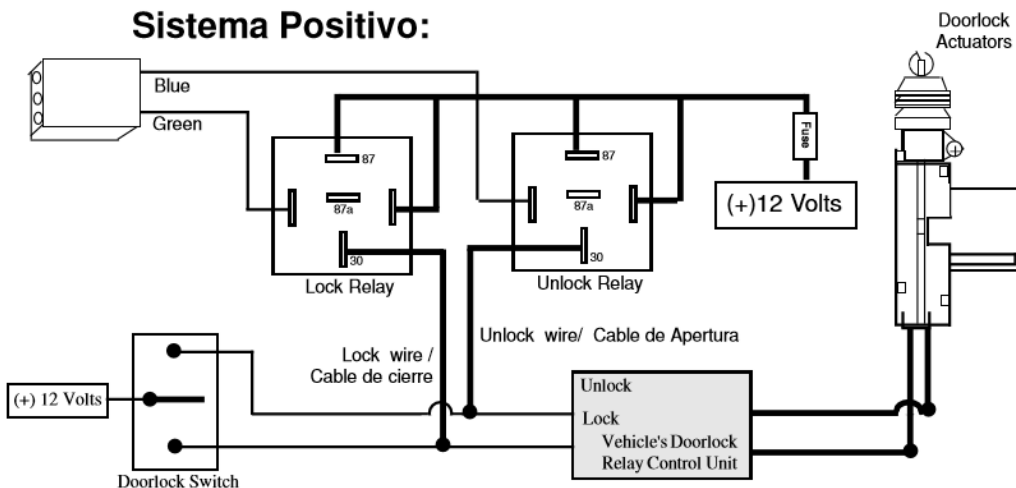 Sistema Positivo:
Doorlock
Actuators
Blue
Green
87
87a
30
Lock Relay
87
87a
30
Unlock Relay
Fuse
(+)12 Volts
Lock wire /
Cable de cierre
Unlock wire/ Cable de Apertura
(+) 12 Volts
Doorlock Switch
Unlock
Lock
Vehicle's Doorlock
Relay Control Unit